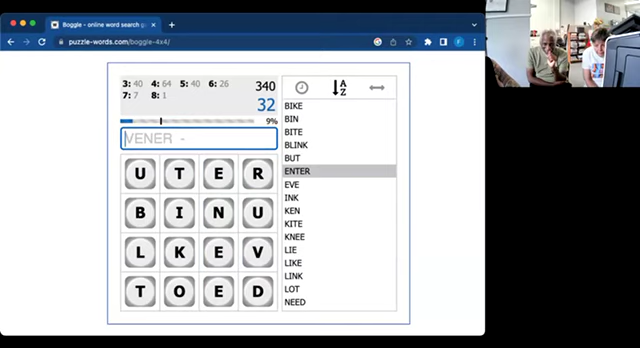 Boggle - online word search g
puzzle-words.com/boggle-4x4/
3: 40 4: 64 5: 40 6: 26
7: 7 8: 1
340
32
9%
VENER -
U T E R
B I N U
L K E V
T O E D
A
Z
BIKE
BIN
BITE
BLINK
BUT
ENTER
EVE
INK
KEN
KITE
KNEE
LIE
LIKE
LINK
LOT
NEED